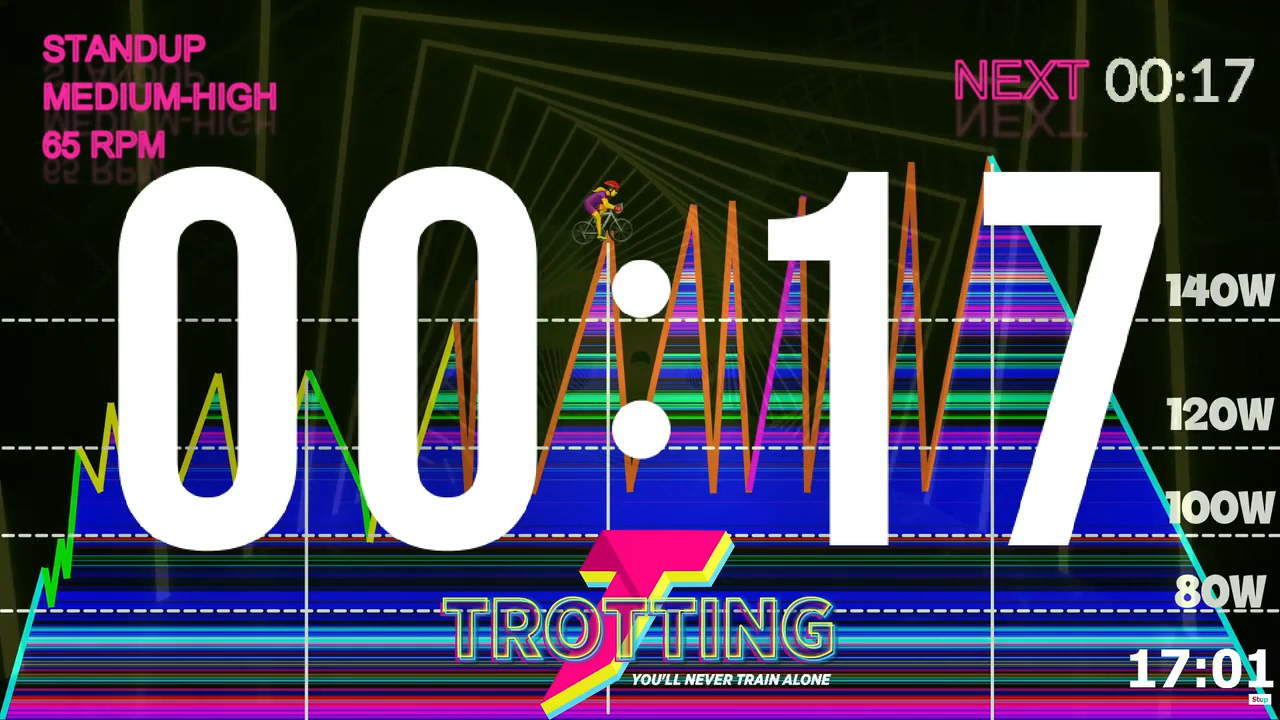 STANDUP
MEDIUM-HIGH
65 RPM
NEXT 00:17
00:17
140W
120W
100W
80W
TROTTING
YOU'LL NEVER TRAIN ALONE
17:01
Stop